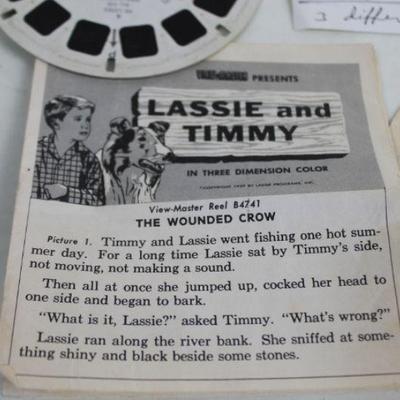 3 differ
VIEW-MASTER PRESENTS
LASSIE and
TIMMY
IN THREE DIMENSION COLOR
View-Master Reel B4741
THE WOUNDED CROW
Picture 1. Timmy and Lassie went fishing one hot sum-
mer day. For a long time Lassie sat by Timmy's side,
not moving, not making a sound.
Then all at once she jumped up, cocked her head to
one side and began to bark.
"What is it, Lassie?" asked Timmy. "What's wrong?"
Lassie ran along the river bank. She sniffed at some-
thing shiny and black beside some stones.